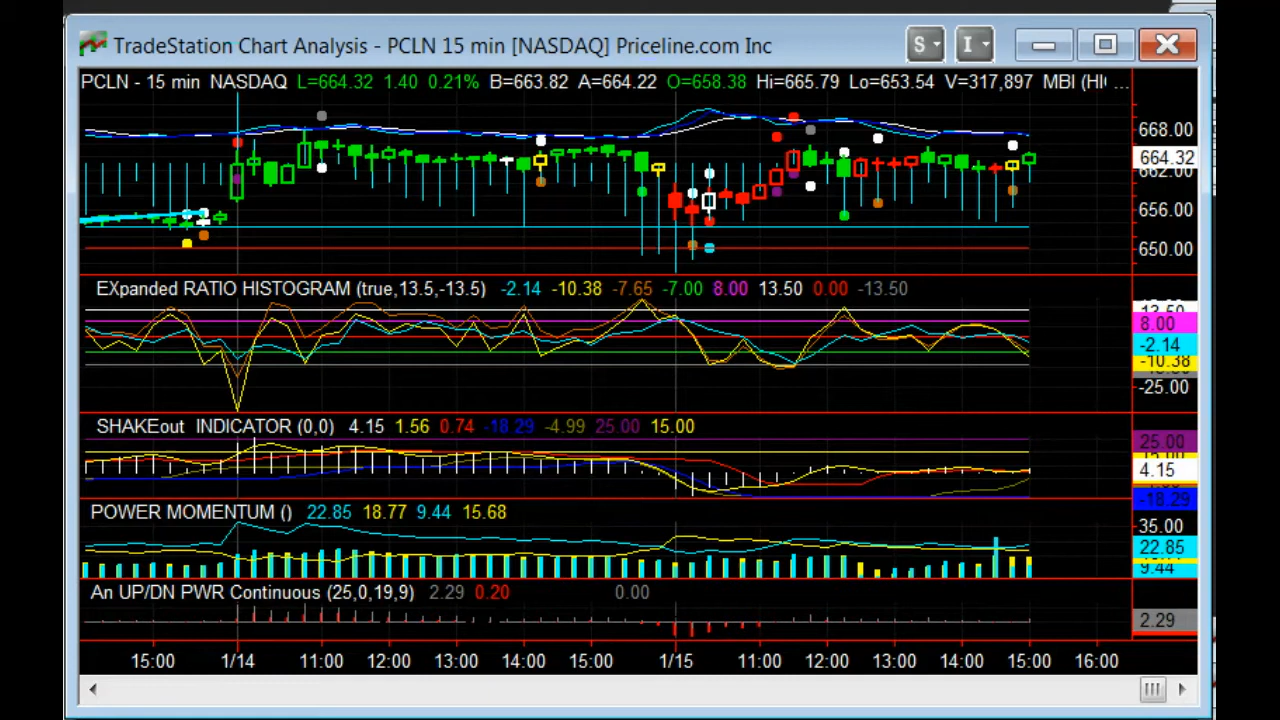 TradeStation Chart Analysis - PCLN 15 min [NASDAQ] Priceline.com Inc
S I
PCLN - 15 min NASDAQ L=664.32 1.40 0.21% B=663.82 A=664.22 O=658.38 Hi=665.79 Lo=653.54 V=317,897 MBI (HI( ...
668.00
664.32
662.00
656.00
650.00
EXpanded RATIO HISTOGRAM (true,13.5,-13.5) -2.14 -10.38 -7.65 -7.00 8.00 13.50 0.00 -13.50
13.50
8.00
-2.14
-10.38
-25.00
SHAKEout INDICATOR (0,0) 4.15 1.56 0.74 -18.29 -4.99 25.00 15.00
25.00
15.00
4.15
-18.29
POWER MOMENTUM () 22.85 18.77 9.44 15.68
35.00
22.85
9.44
An UP/DN PWR Continuous (25,0,19,9) 2.29 0.20 0.00
2.29
15:00 1/14 11:00 12:00 13:00 14:00 15:00 1/15 11:00 12:00 13:00 14:00 15:00 16:00